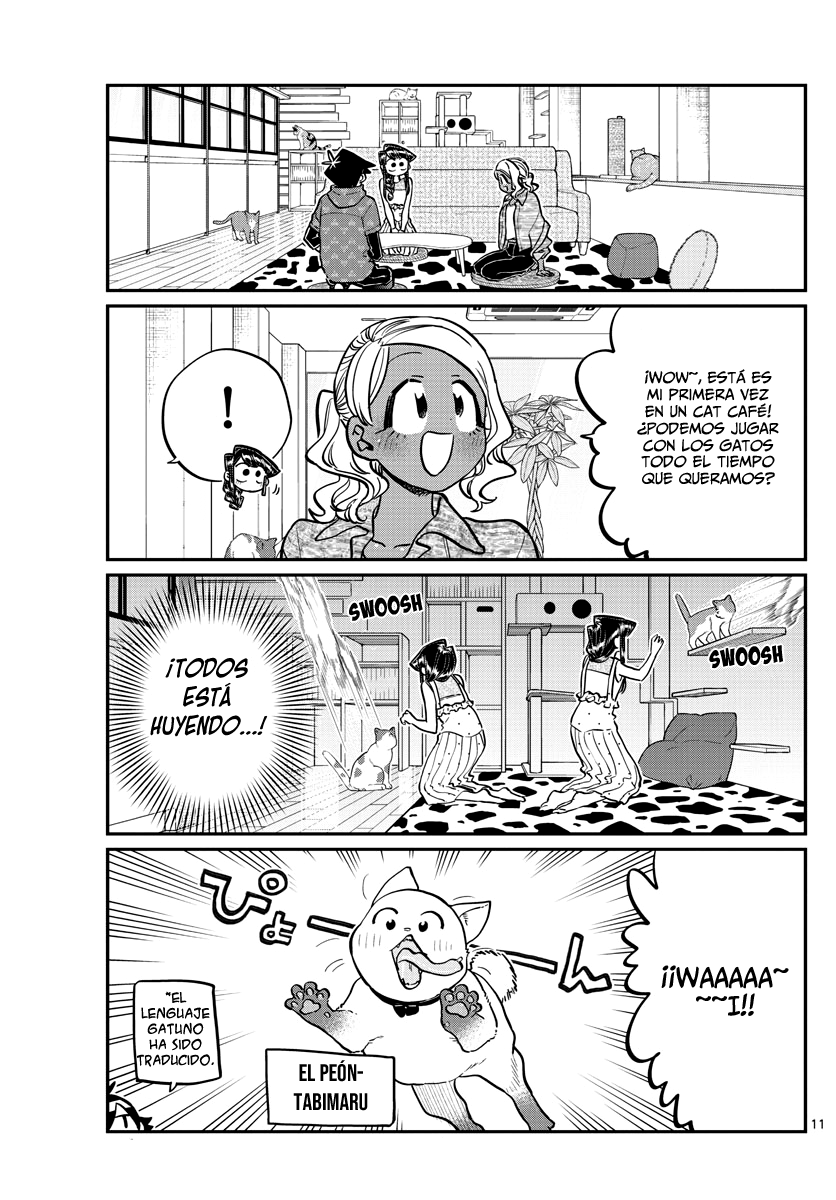 ¡WOW~, ESTÁ ES
MI PRIMERA VEZ
EN UN CAT CAFÉ!
¿PODEMOS JUGAR
CON LOS GATOS
TODO EL TIEMPO
QUE QUERAMOS?
!
SWOOSH
SWOOSH
¡TODOS
ESTÁ
HUYENDO...!
ぴょーーん
¡¡WAAAAA~
~~I!!
"EL
LENGUAJE
GATUNO
HA SIDO
TRADUCIDO.
EL PEÓN-
TABIMARU
11